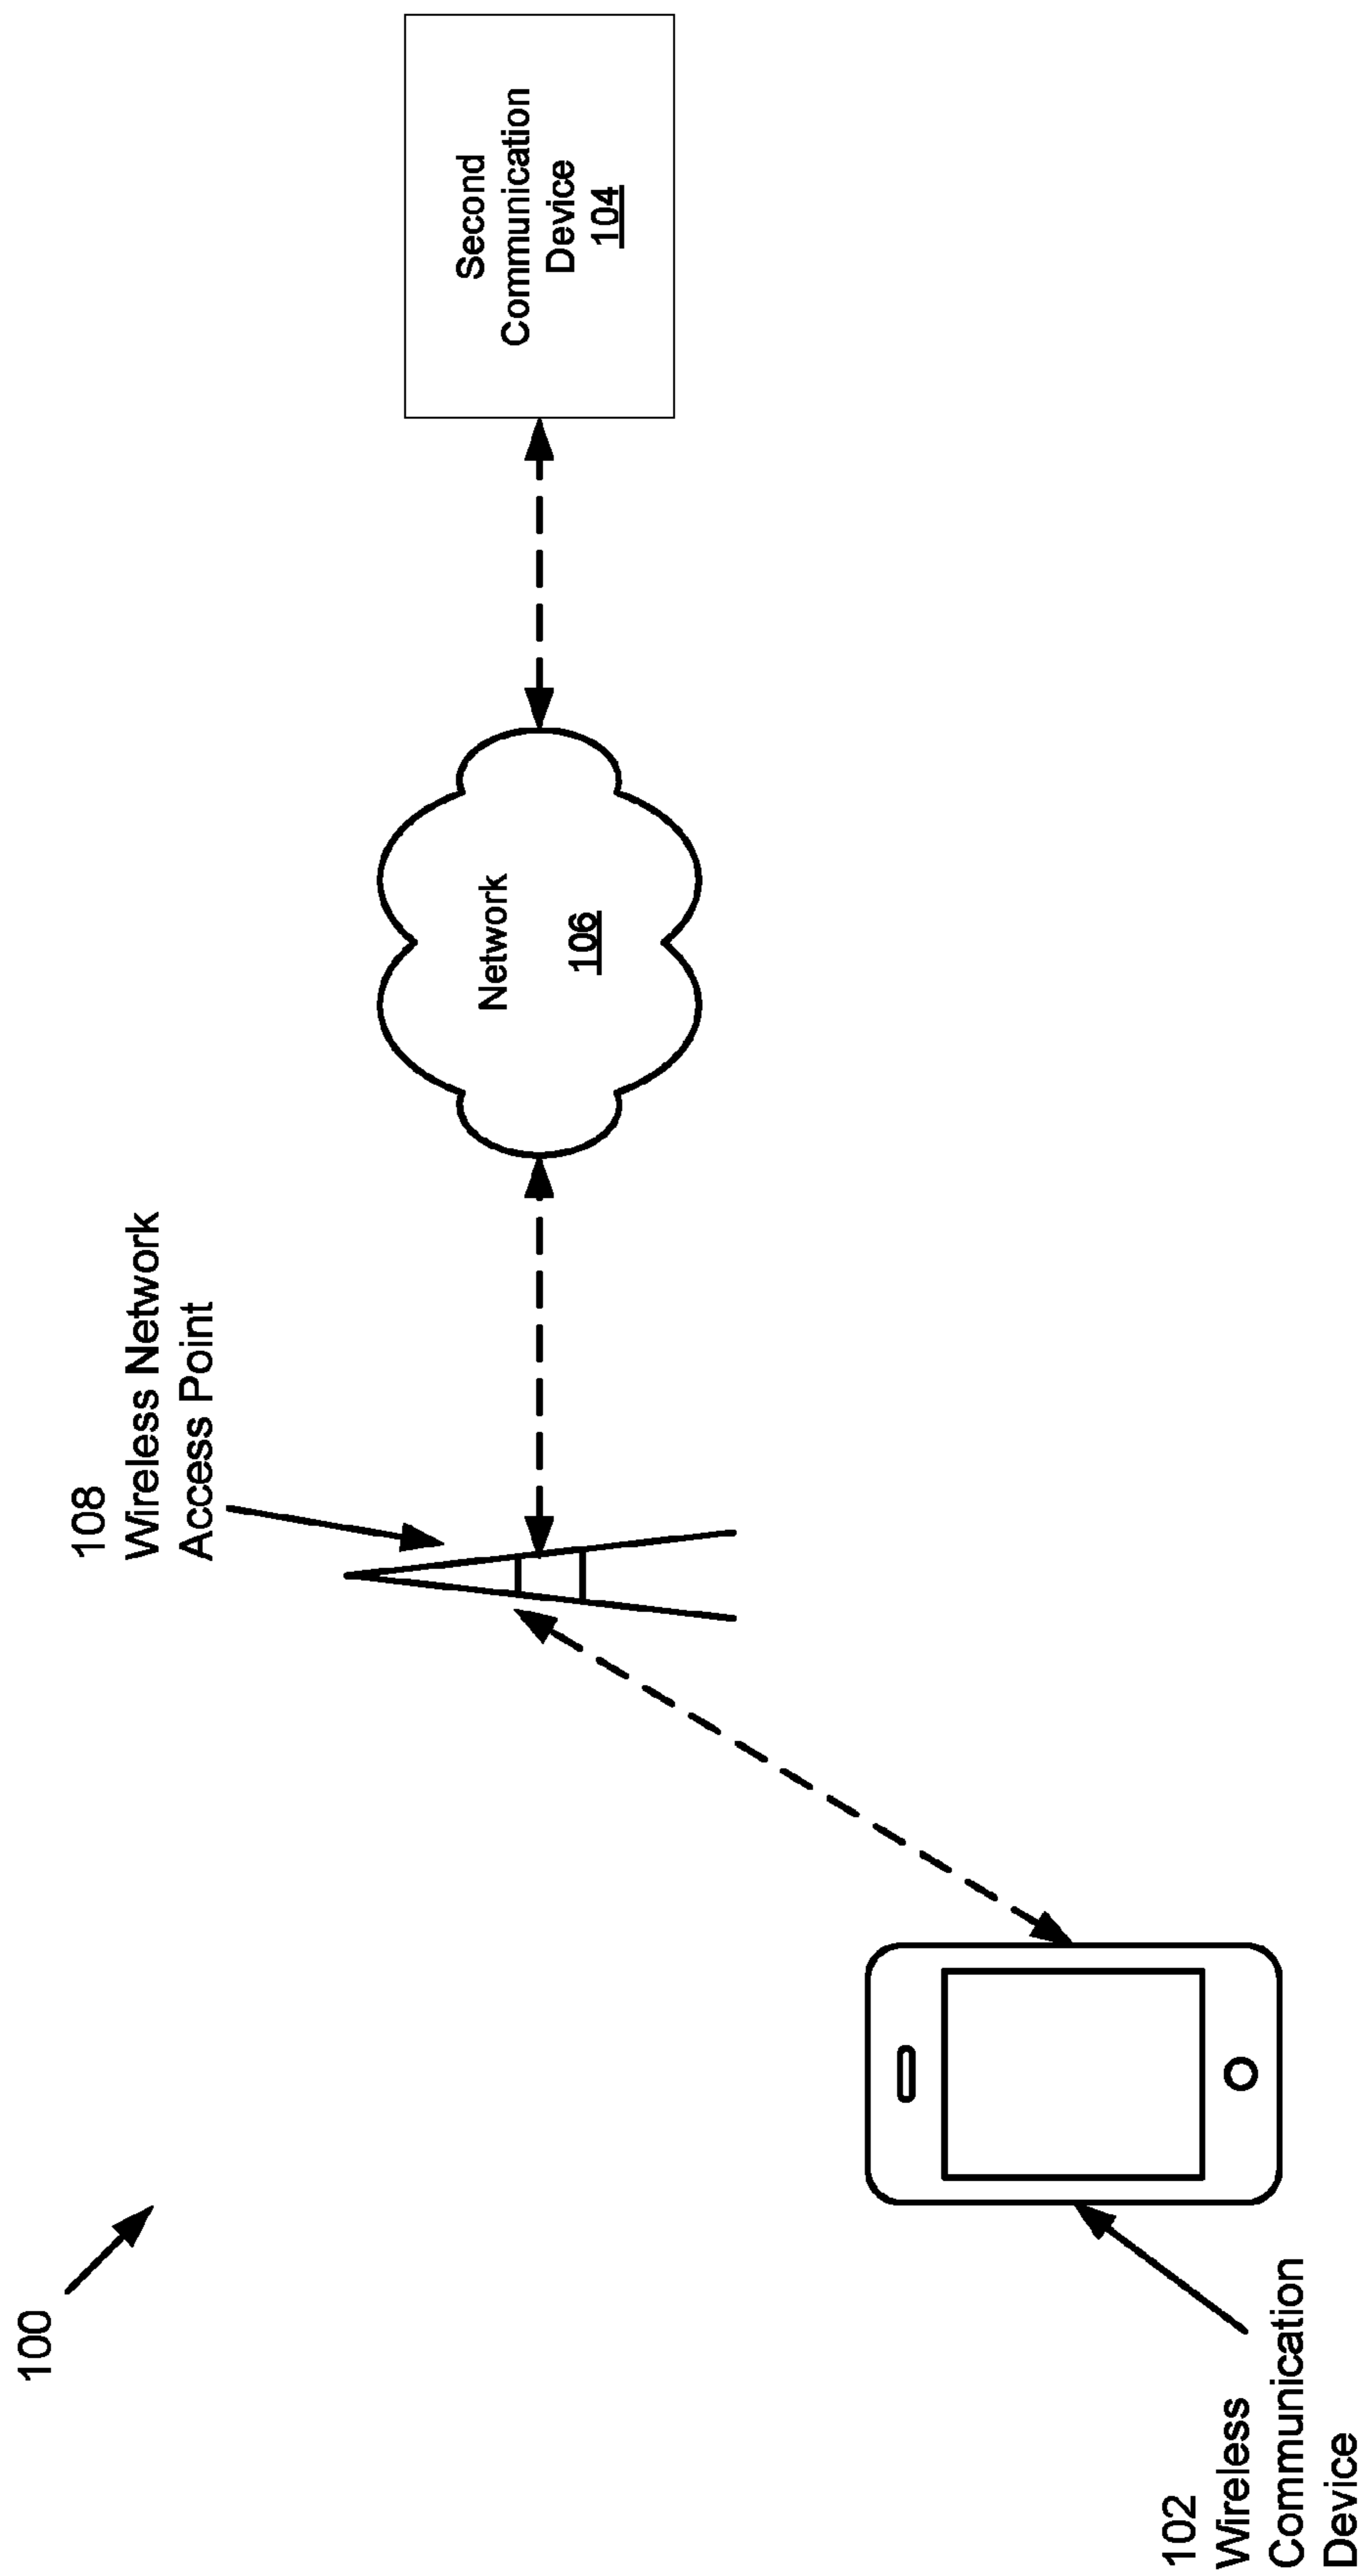 100
108
Wireless Network
Access Point
Second
Communication
Device
104
Network
106
102
Wireless
Communication
Device